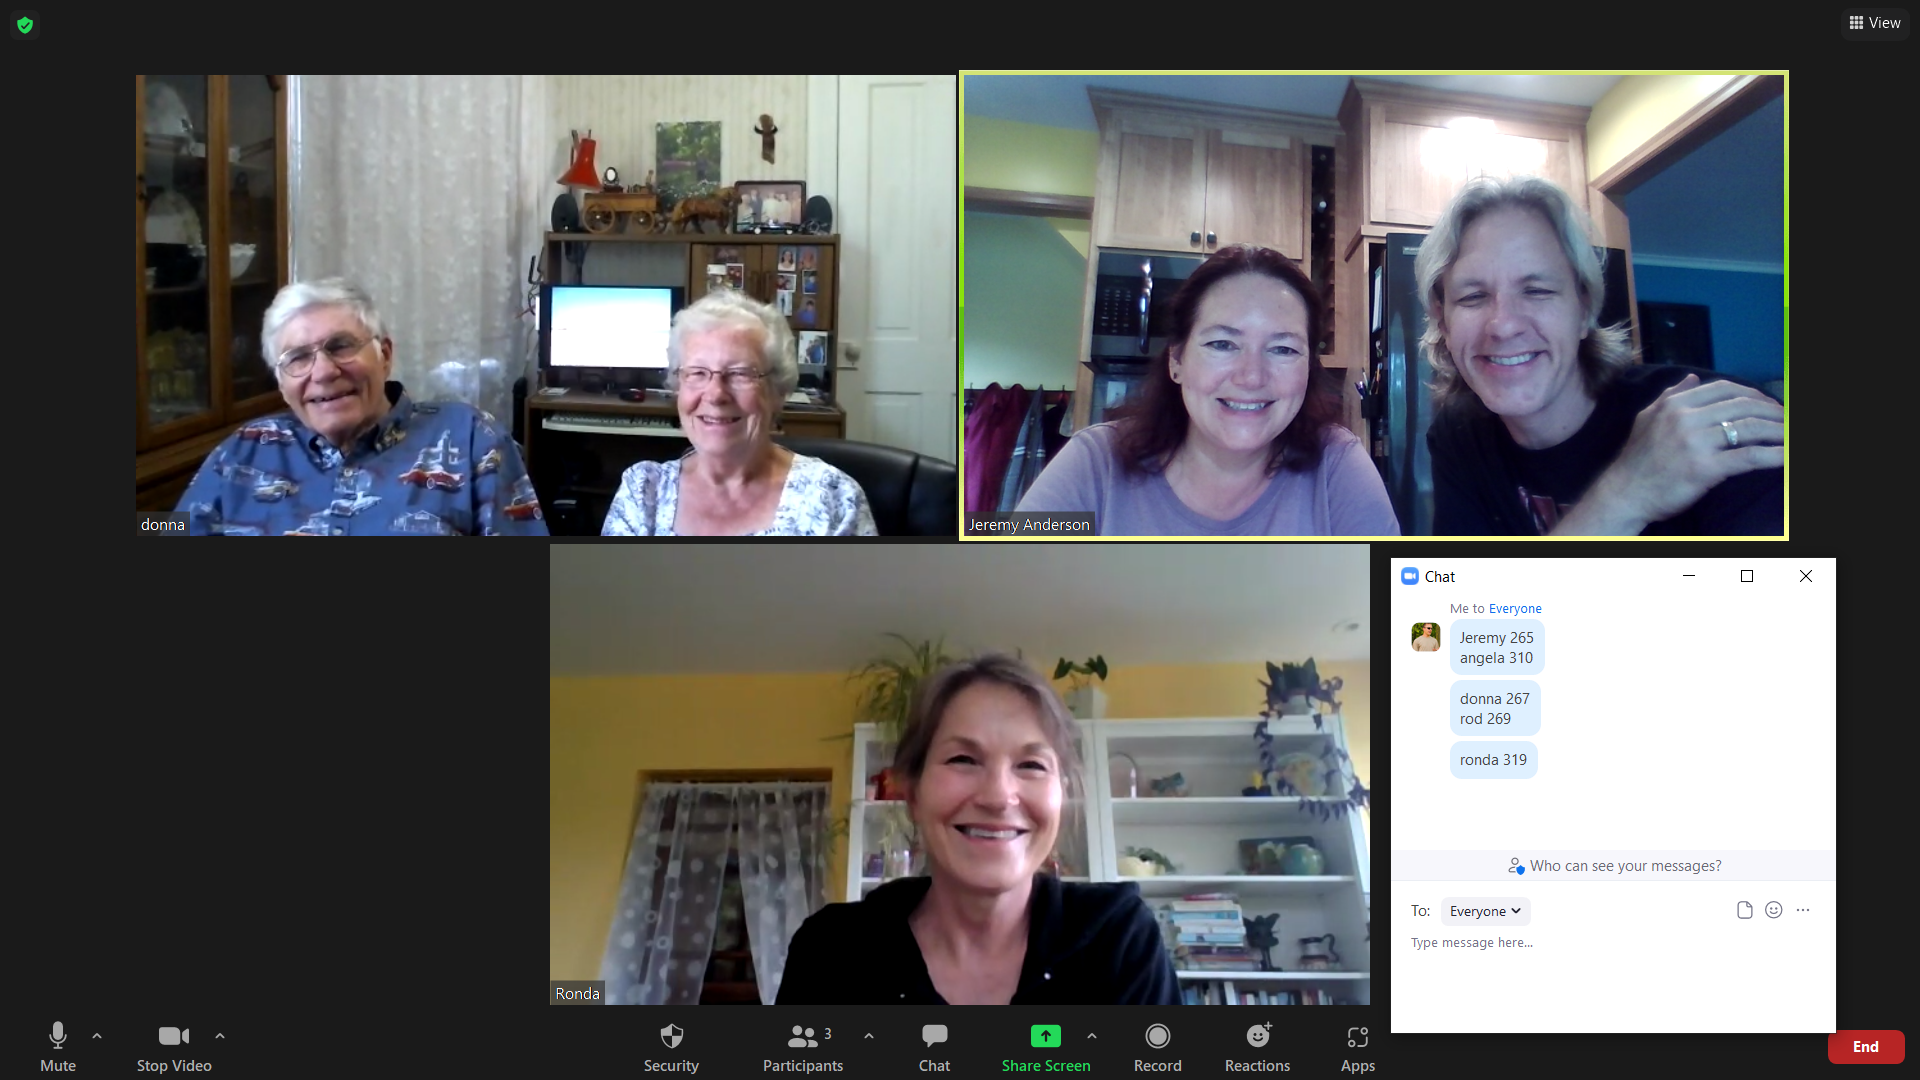 View
donna
Jeremy Anderson
Ronda
Chat
Me to Everyone
Jeremy 265
angela 310
donna 267
rod 269
ronda 319
Who can see your messages?
To: Everyone
Type message here...
Mute
Stop Video
Security
Participants 3
Chat
Share Screen
Record
Reactions
Apps
End